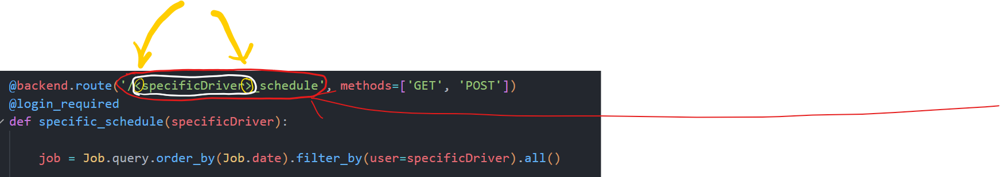 @backend.route('/<specificDriver>_schedule', methods=['GET', 'POST'])
@login_required
def specific_schedule(specificDriver):
job = Job.query.order_by(Job.date).filter_by(user=specificDriver).all()